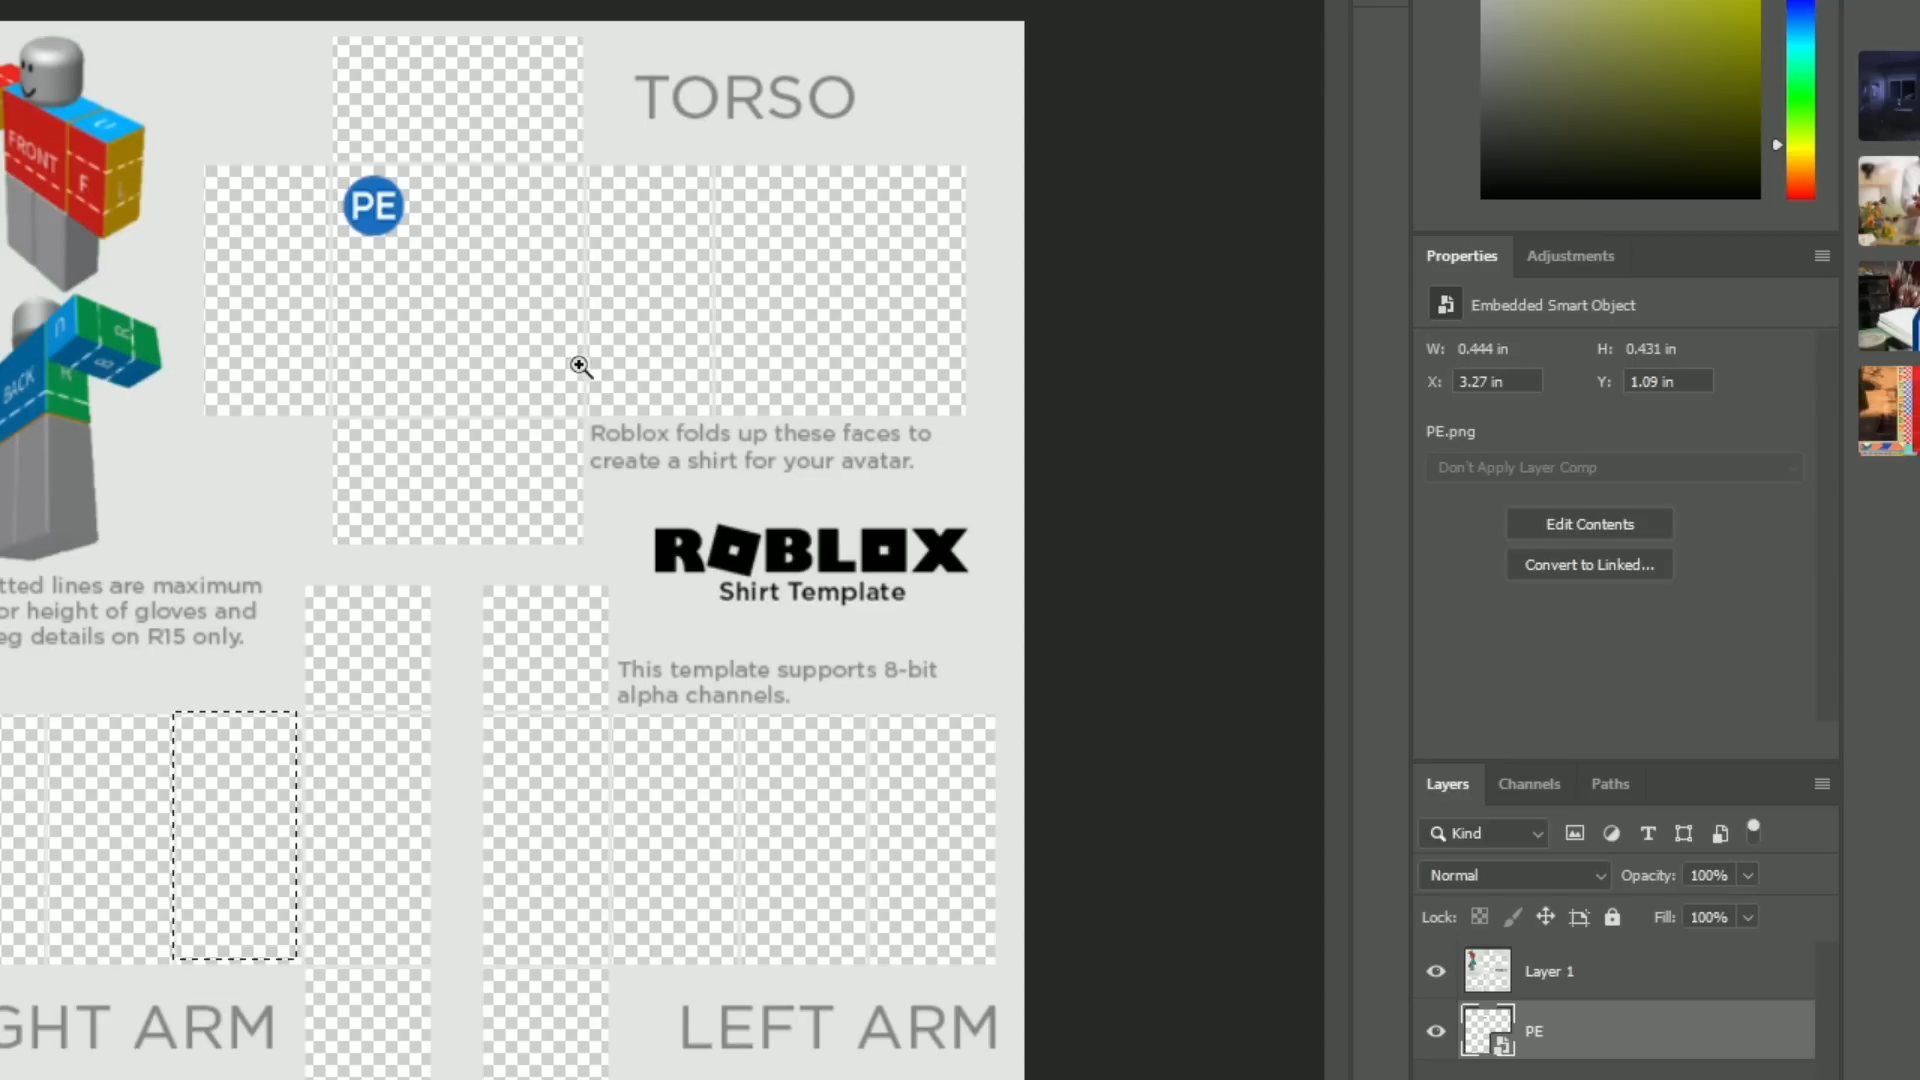 TORSO
FRONT
F
L
U
PE
U
R
B
R
BACK
Roblox folds up these faces to
create a shirt for your avatar.
ROBLOX
Shirt Template
tted lines are maximum
or height of gloves and
eg details on R15 only.
This template supports 8-bit
alpha channels.
GHT ARM
LEFT ARM
Properties
Adjustments
Embedded Smart Object
W: 0.444 in
H: 0.431 in
X: 3.27 in
Y: 1.09 in
PE.png
Don't Apply Layer Comp
Edit Contents
Convert to Linked...
Layers
Channels
Paths
Kind
Normal
Opacity: 100%
Lock:
Fill: 100%
Layer 1
PE